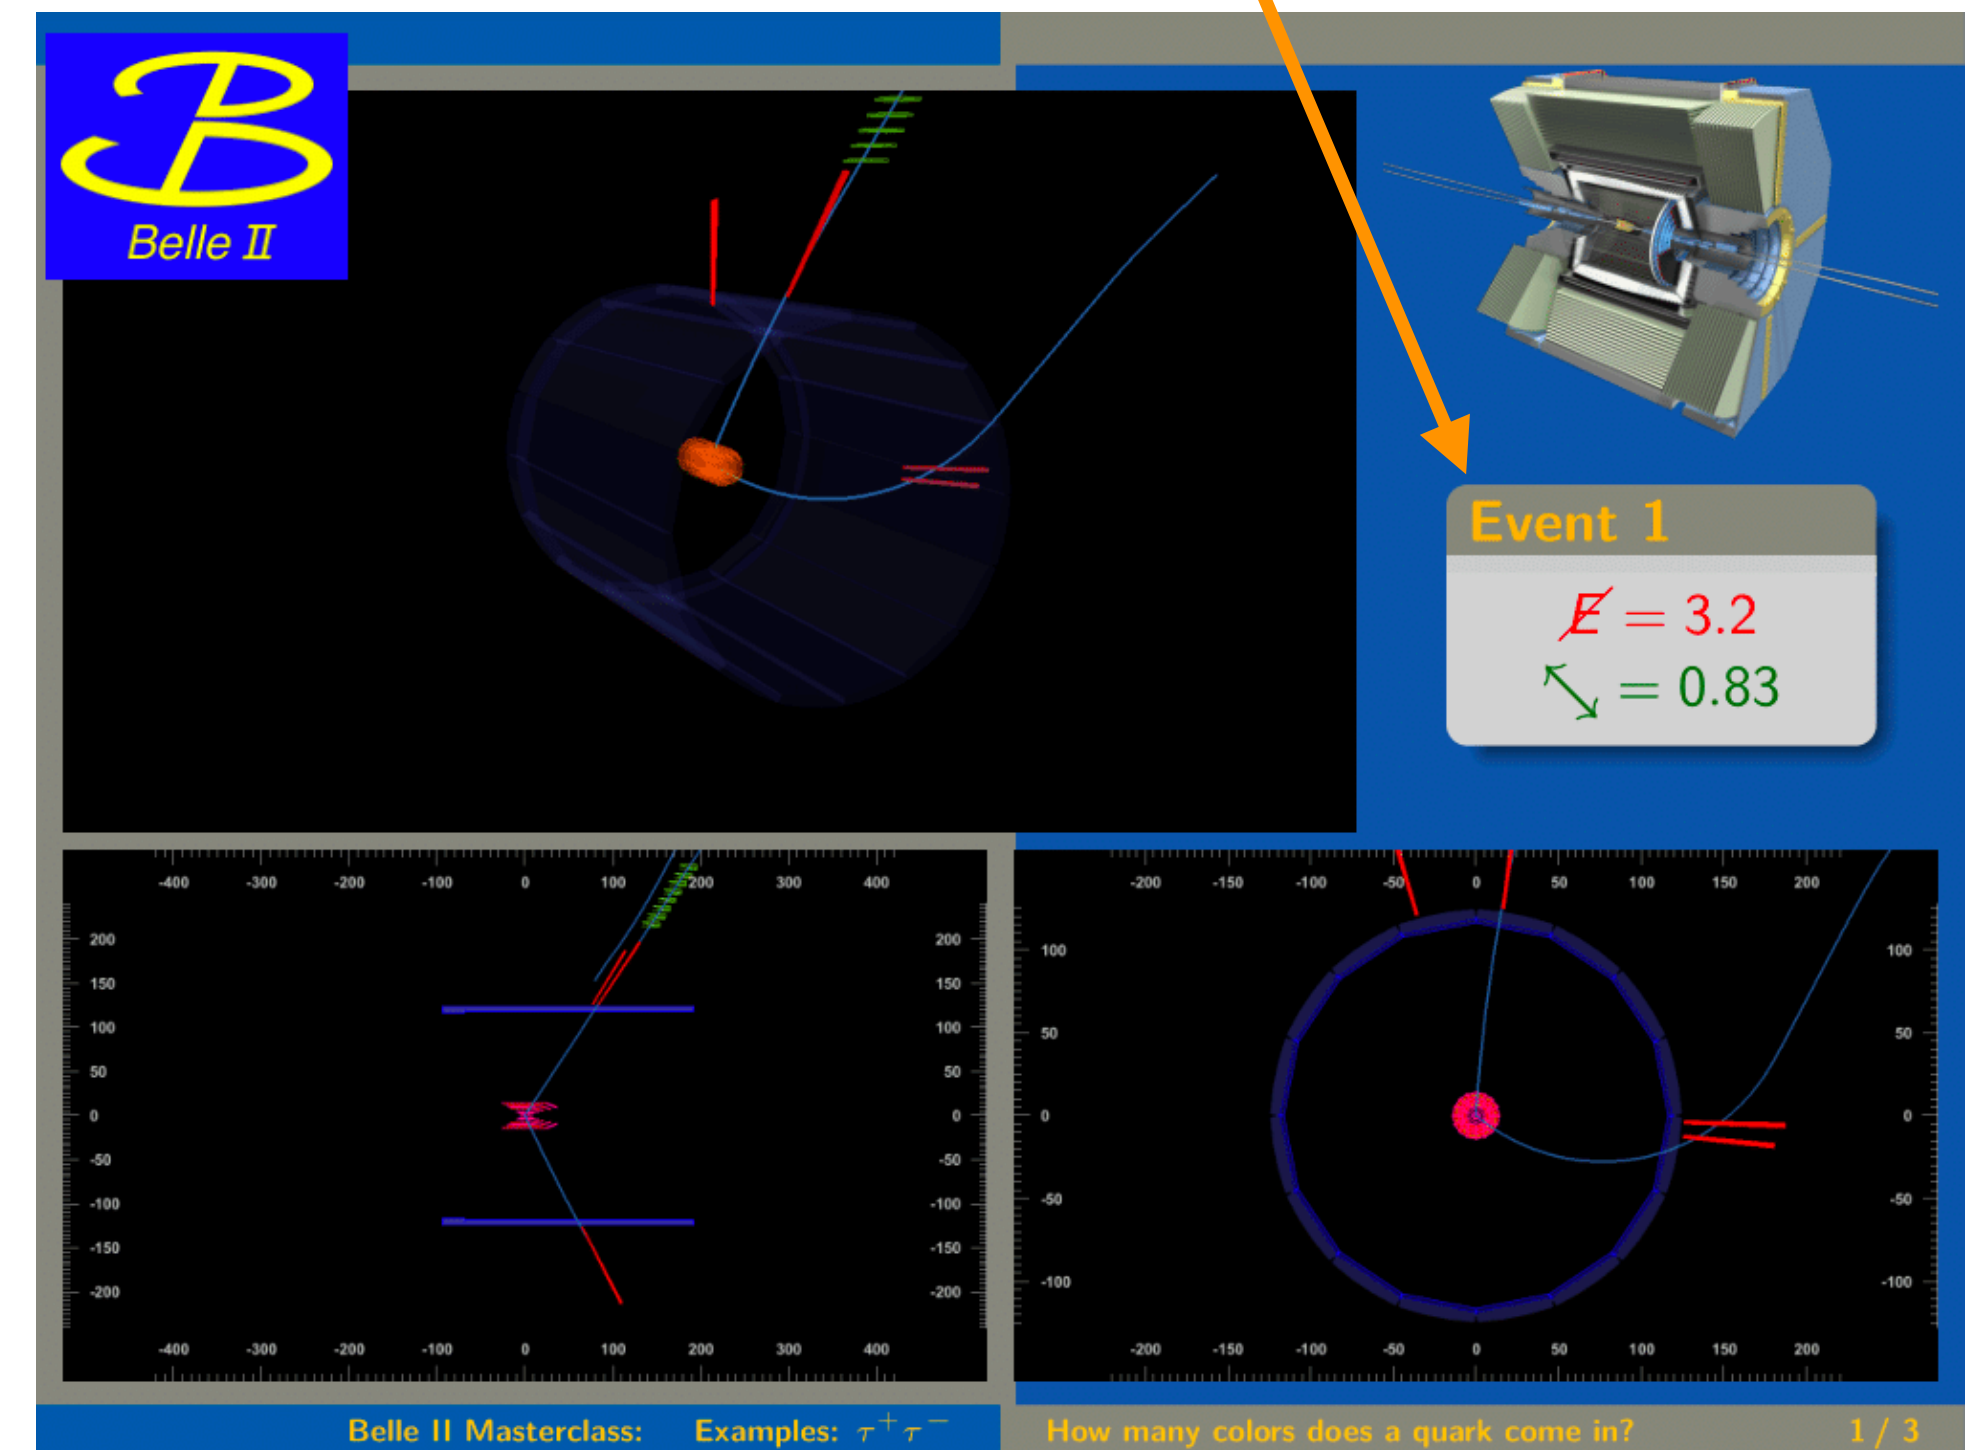 Belle II
Event 1
E̸ = 3.2
⤡ = 0.83
-400 -300 -200 -100 0 100 200 300 400
200 200
150 150
100 100
50 50
0 0
-50 -50
-100 -100
-150 -150
-200 -200
-400 -300 -200 -100 0 100 200 300 400
-200 -150 -100 -50 0 50 100 150 200
100 100
50 50
0 0
-50 -50
-100 -100
-200 -150 -100 -50 0 50 100 150 200
Belle II Masterclass: Examples: τ⁺τ⁻ How many colors does a quark come in? 1 / 3